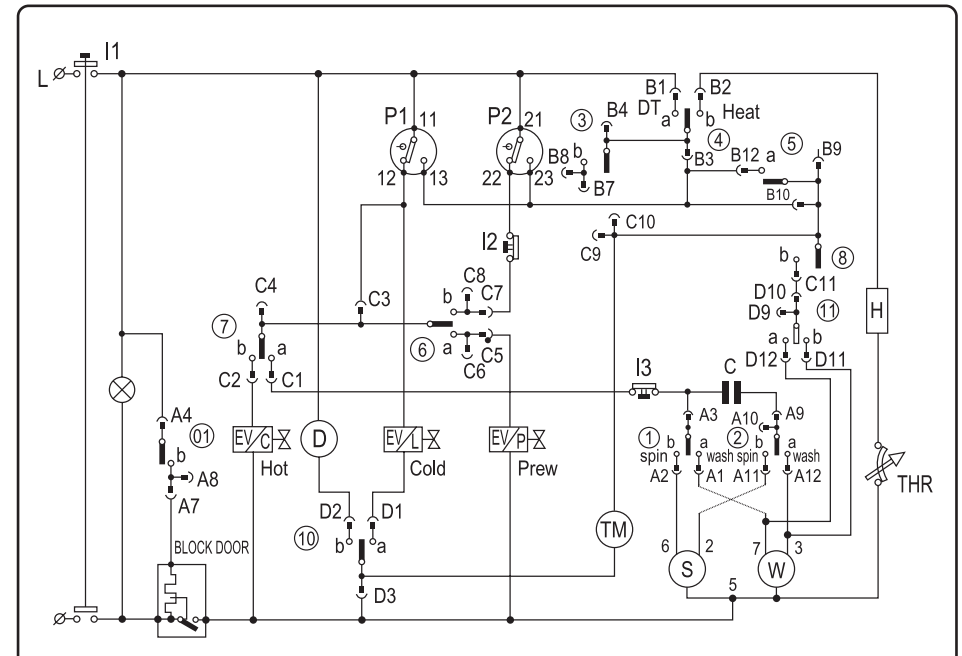 I1
L
B1 B2
DT a b Heat
P1 11
P2 21
3 B4
4
5
B8 b B7
B3 B12 a B9
B10
12 13
22 23
C10
C9
I2
b 8
C4
C3
b C8 C7
C11
D10
D9 11
H
7
b a
6 a C5
C6
a b
D12 D11
C2 C1
I3 C
A4
01
b
A8
A7
A3 A10 A9
1 b a 2 b a
spin wash spin wash
A2 A1 A11 A12
EV C
Hot
D
EV L
Cold
EV P
Prew
THR
D2 D1
10 b a
TM
BLOCK DOOR
6 2 7 3
S W
5
D3